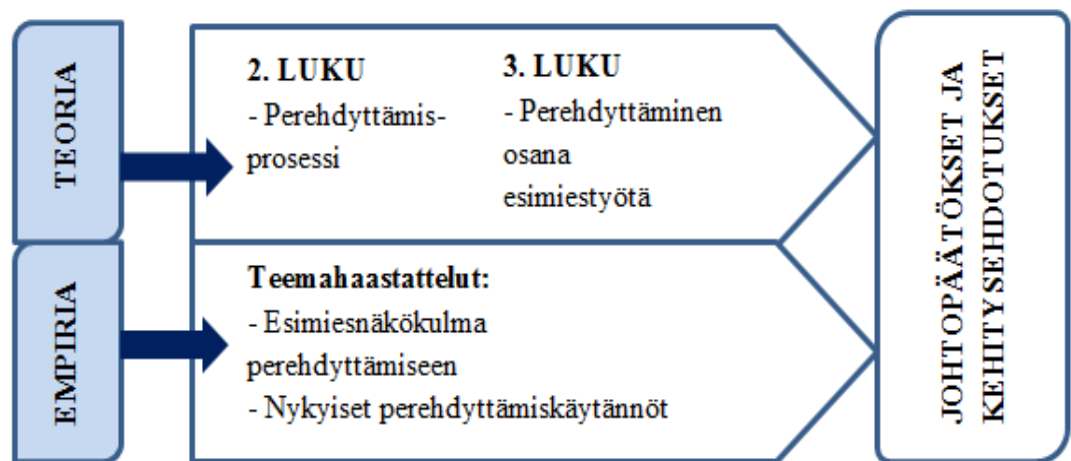 TEORIA
2. LUKU
- Perehdyttämis-
prosessi
3. LUKU
- Perehdyttäminen
osana
esimiestyötä
EMPIRIA
Teemahaastattelut:
- Esimiesnäkökulma
perehdyttämiseen
- Nykyiset perehdyttämiskäytännöt
JOHTOPÄÄTÖKSET JA
KEHITYSEHDOTUKSET